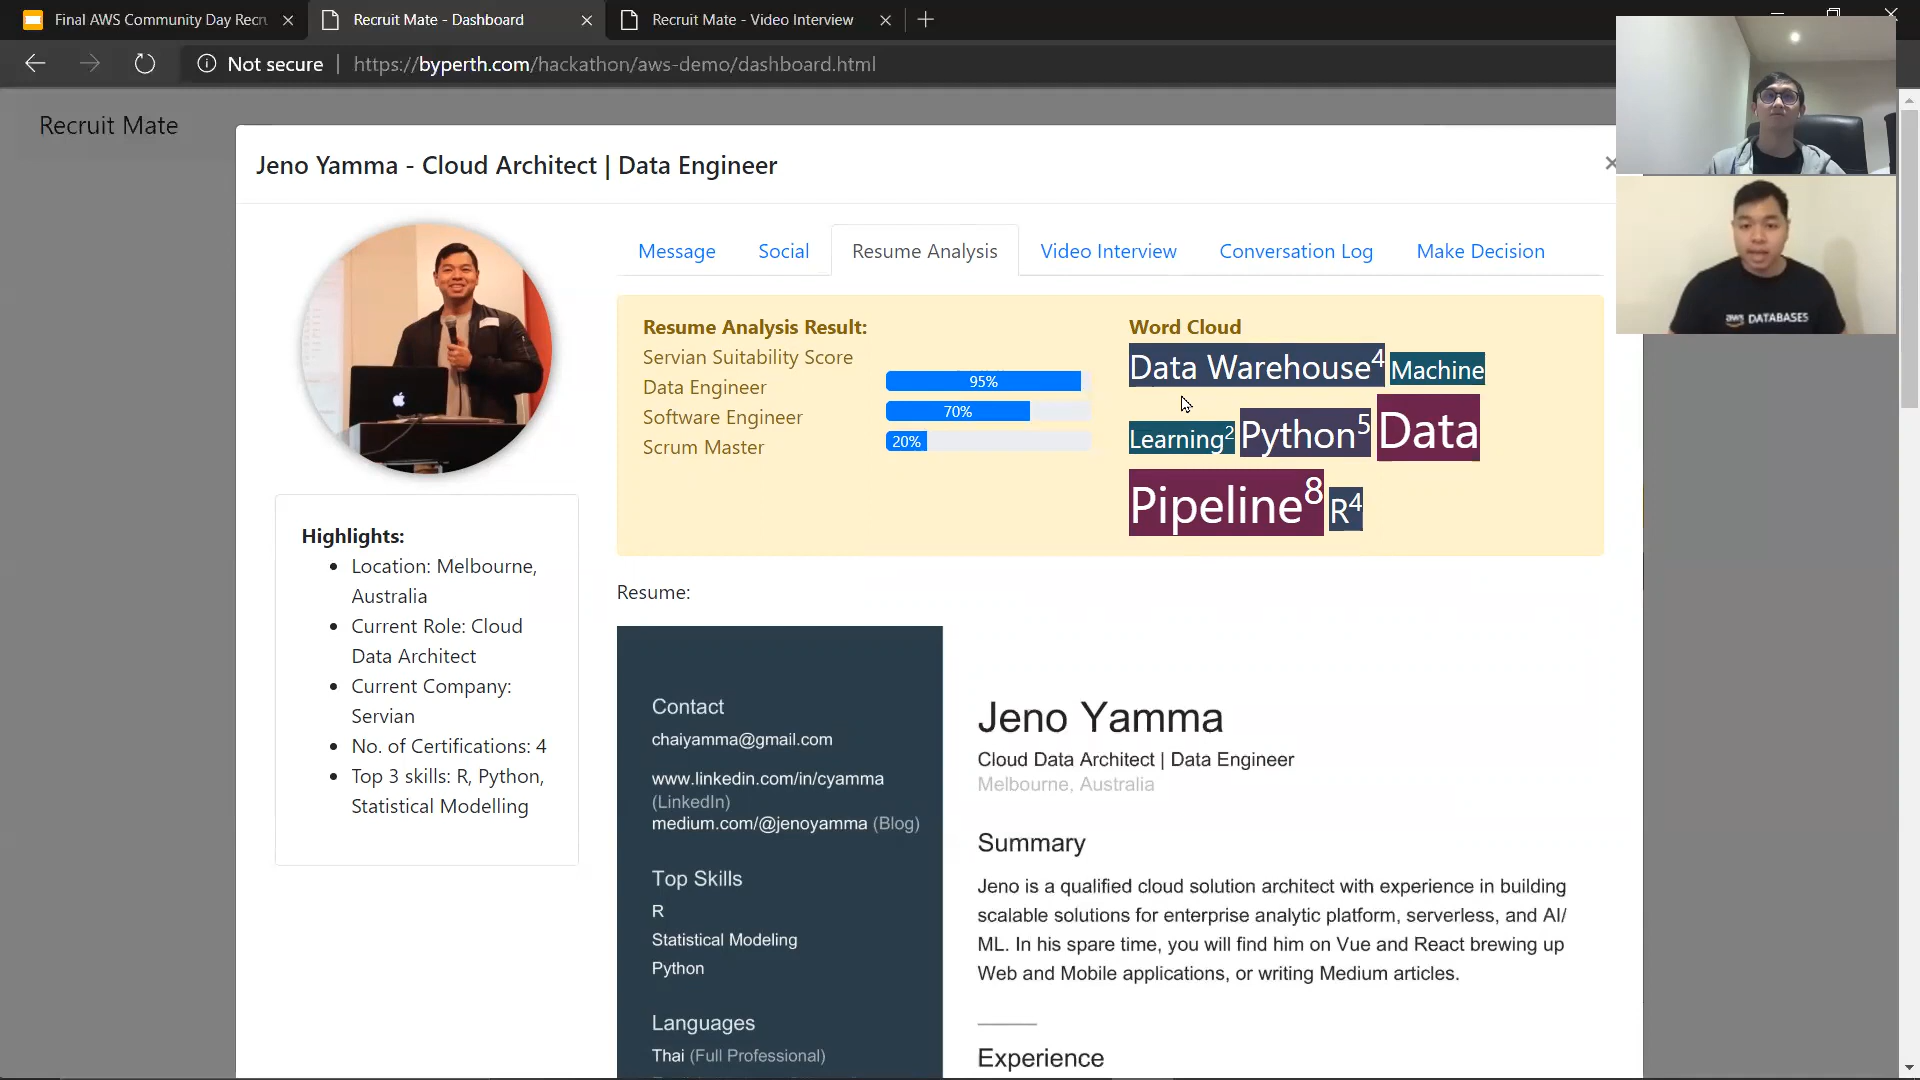 Final AWS Community Day Recru
Recruit Mate - Dashboard
Recruit Mate - Video Interview
Not secure
https://byperth.com/hackathon/aws-demo/dashboard.html
Recruit Mate
Jeno Yamma - Cloud Architect | Data Engineer
Message
Social
Resume Analysis
Video Interview
Conversation Log
Make Decision
aws DATABASES
Highlights:
Location: Melbourne,
Australia
Current Role: Cloud
Data Architect
Current Company:
Servian
No. of Certifications: 4
Top 3 skills: R, Python,
Statistical Modelling
Resume Analysis Result:
Servian Suitability Score
Data Engineer
95%
Software Engineer
70%
Scrum Master
20%
Word Cloud
Data Warehouse4 Machine
Learning2 Python5 Data
Pipeline8 R4
Resume:
Contact
chaiyamma@gmail.com
www.linkedin.com/in/cyamma
(LinkedIn)
medium.com/@jenoyamma (Blog)
Top Skills
R
Statistical Modeling
Python
Languages
Thai (Full Professional)
Jeno Yamma
Cloud Data Architect | Data Engineer
Melbourne, Australia
Summary
Jeno is a qualified cloud solution architect with experience in building
scalable solutions for enterprise analytic platform, serverless, and AI/
ML. In his spare time, you will find him on Vue and React brewing up
Web and Mobile applications, or writing Medium articles.
Experience